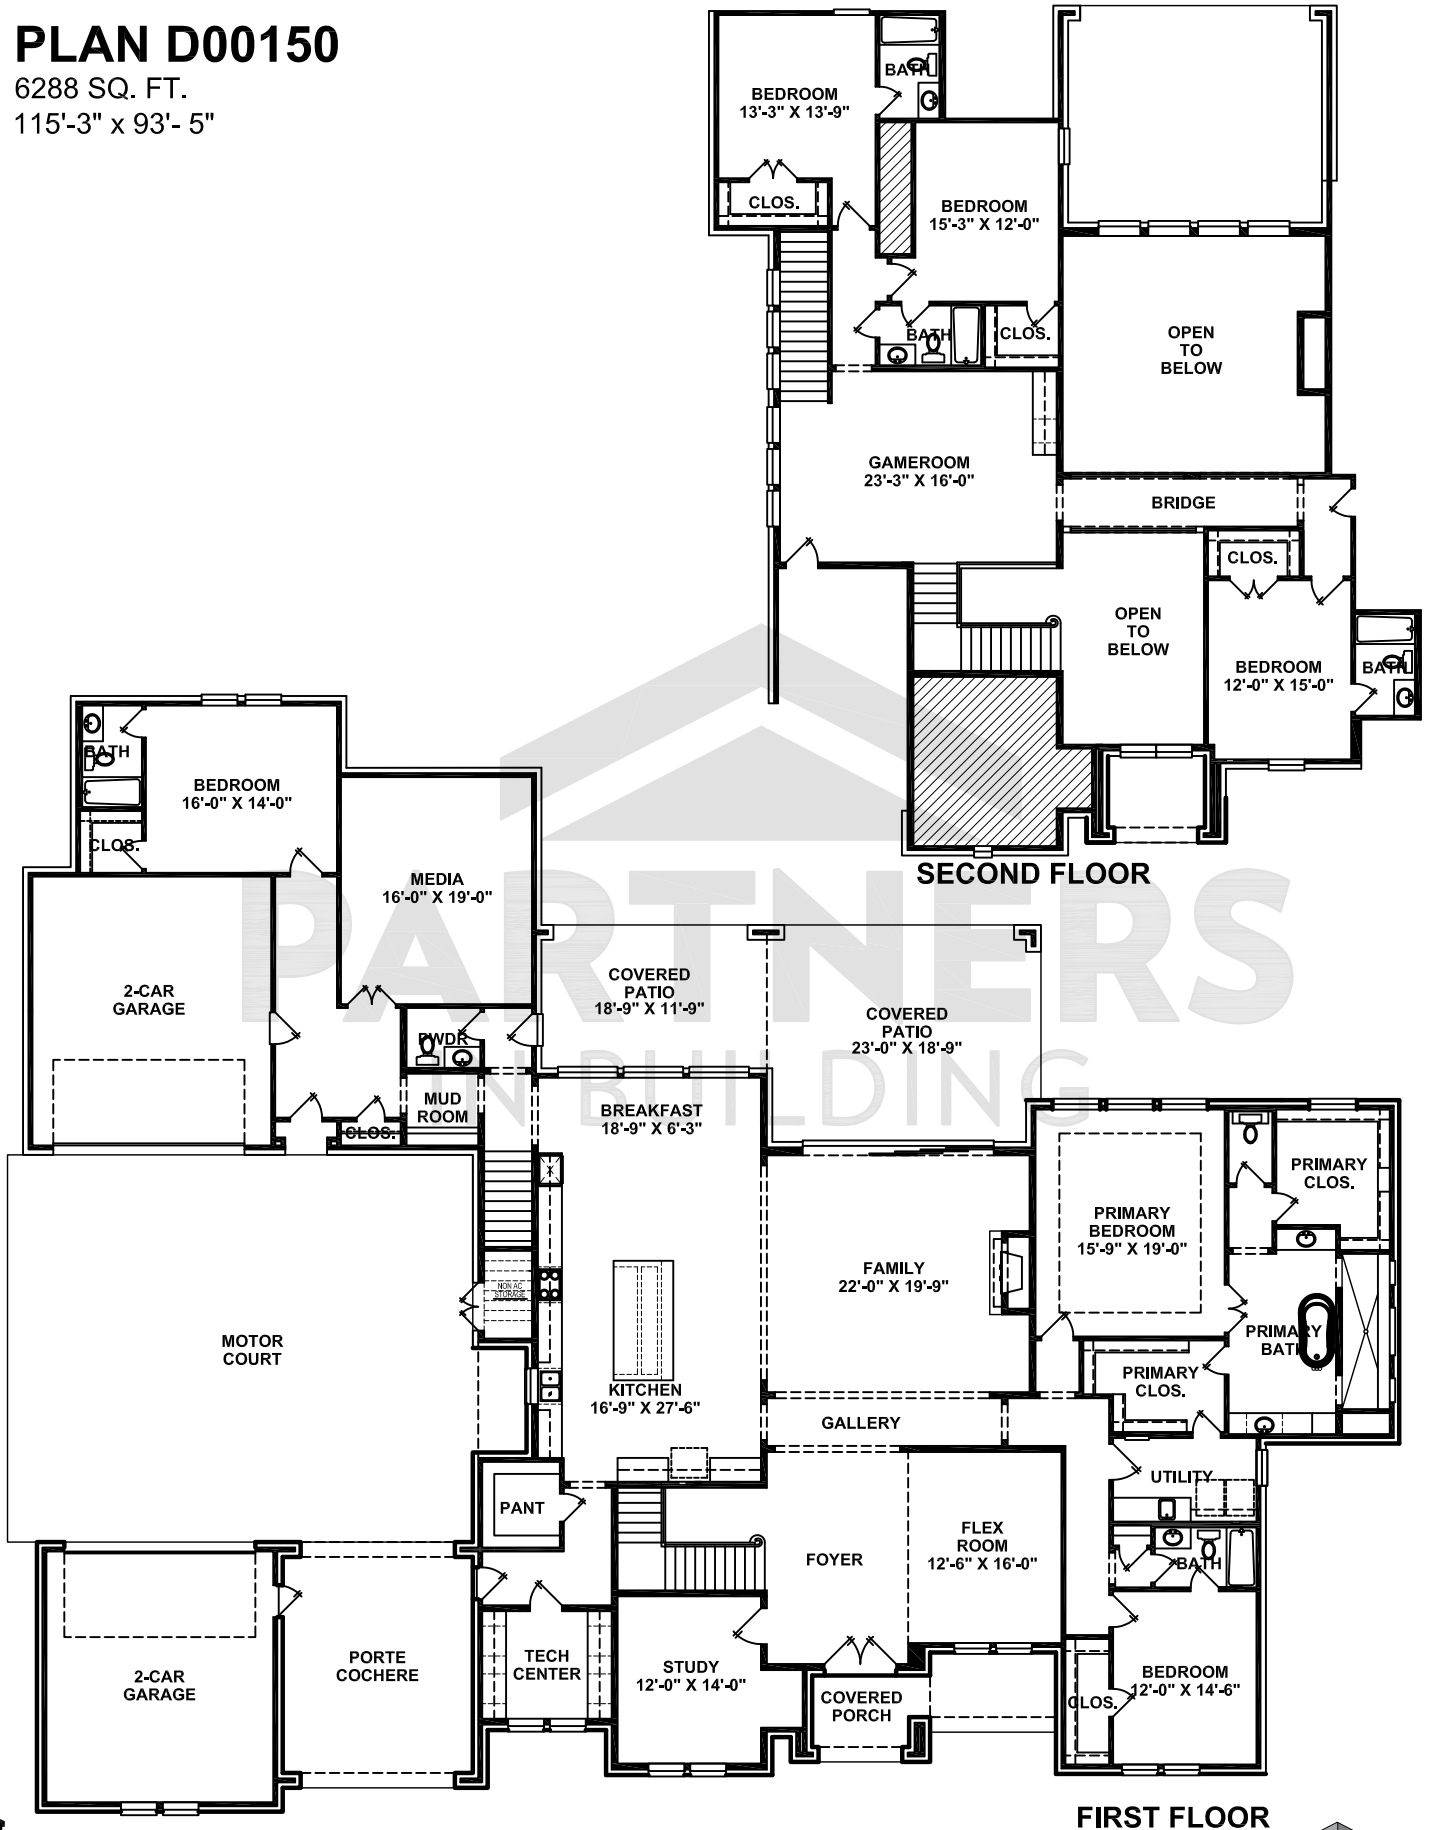 PLAN D00150
6288 SQ. FT.
115'-3" x 93'- 5"
BATH
BEDROOM
13'-3" X 13'-9"
CLOS.
BEDROOM
15'-3" X 12'-0"
BATH
CLOS.
OPEN
TO
BELOW
GAMEROOM
23'-3" X 16'-0"
BRIDGE
CLOS.
OPEN
TO
BELOW
BEDROOM
12'-0" X 15'-0"
BATH
SECOND FLOOR
BATH
BEDROOM
16'-0" X 14'-0"
CLOS.
MEDIA
16'-0" X 19'-0"
PARTNERS
IN BUILDING
2-CAR
GARAGE
COVERED
PATIO
18'-9" X 11'-9"
COVERED
PATIO
23'-0" X 18'-9"
PWDR
MUD
ROOM
CLOS.
BREAKFAST
18'-9" X 6'-3"
PRIMARY
CLOS.
PRIMARY
BEDROOM
15'-9" X 19'-0"
FAMILY
22'-0" X 19'-9"
NON AC
STORAGE
MOTOR
COURT
PRIMARY
BATH
PRIMARY
CLOS.
KITCHEN
16'-9" X 27'-6"
GALLERY
UTILITY
PANT
FLEX
ROOM
12'-6" X 16'-0"
FOYER
BATH
PORTE
COCHERE
TECH
CENTER
2-CAR
GARAGE
STUDY
12'-0" X 14'-0"
COVERED
PORCH
BEDROOM
12'-0" X 14'-6"
CLOS.
FIRST FLOOR